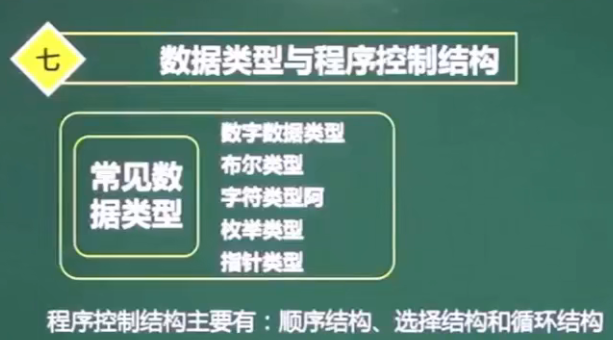 七
数据类型与程序控制结构
常见数
据类型
数字数据类型
布尔类型
字符类型阿
枚举类型
指针类型
程序控制结构主要有：顺序结构、选择结构和循环结构